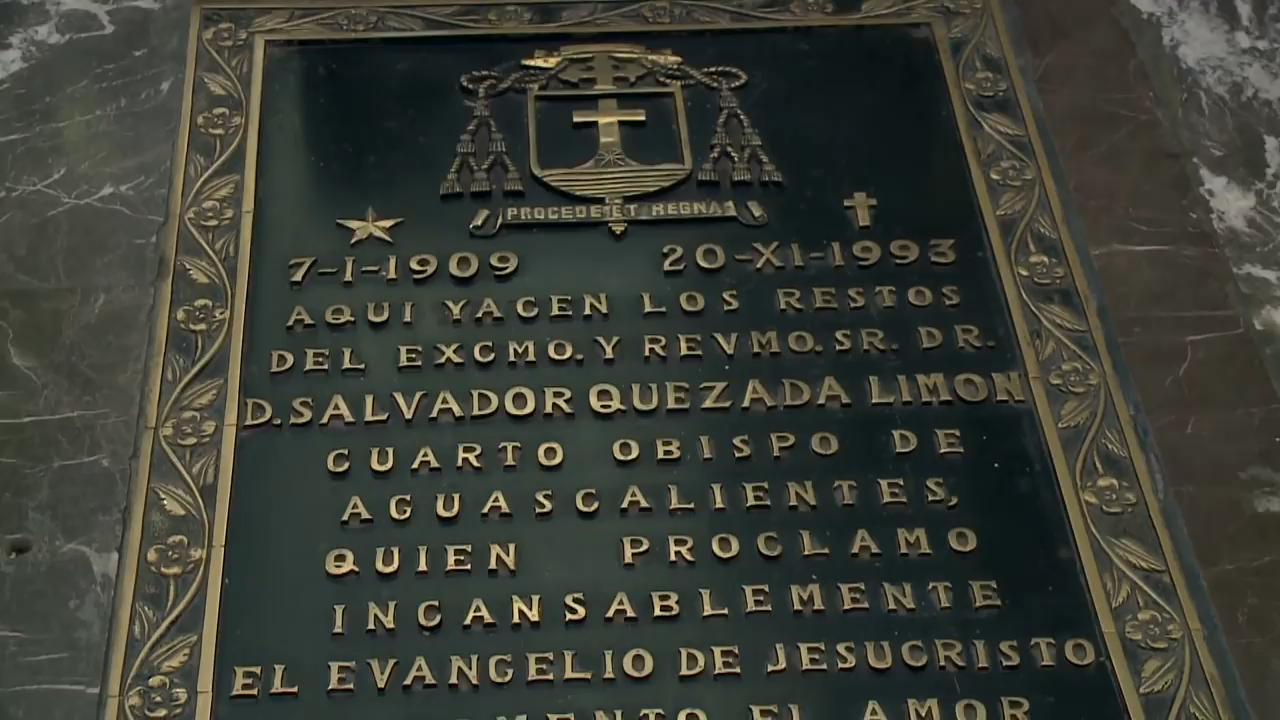 PROCEDE ET REGNA
7-I-1909 20-XI-1993
AQUI YACEN LOS RESTOS
DEL EXCMO. Y REVMO. SR. DR.
D. SALVADOR QUEZADA LIMON
CUARTO OBISPO DE
AGUASCALIENTES,
QUIEN PROCLAMO
INCANSABLEMENTE
EL EVANGELIO DE JESUCRISTO
EL AMOR